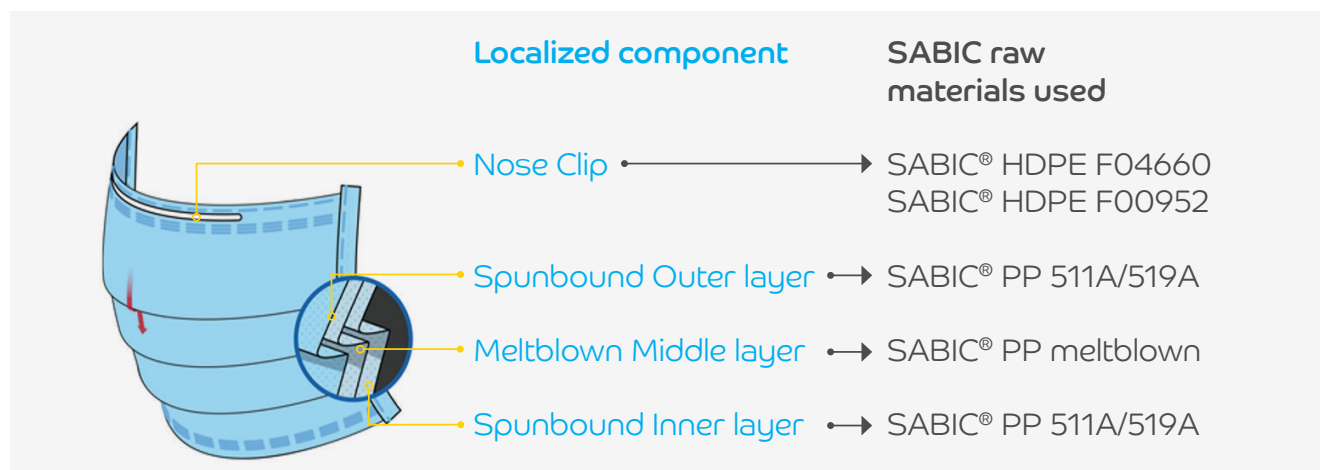 Localized component
SABIC raw
materials used
Nose Clip
SABIC® HDPE F04660
SABIC® HDPE F00952
Spunbound Outer layer
SABIC® PP 511A/519A
Meltblown Middle layer
SABIC® PP meltblown
Spunbound Inner layer
SABIC® PP 511A/519A